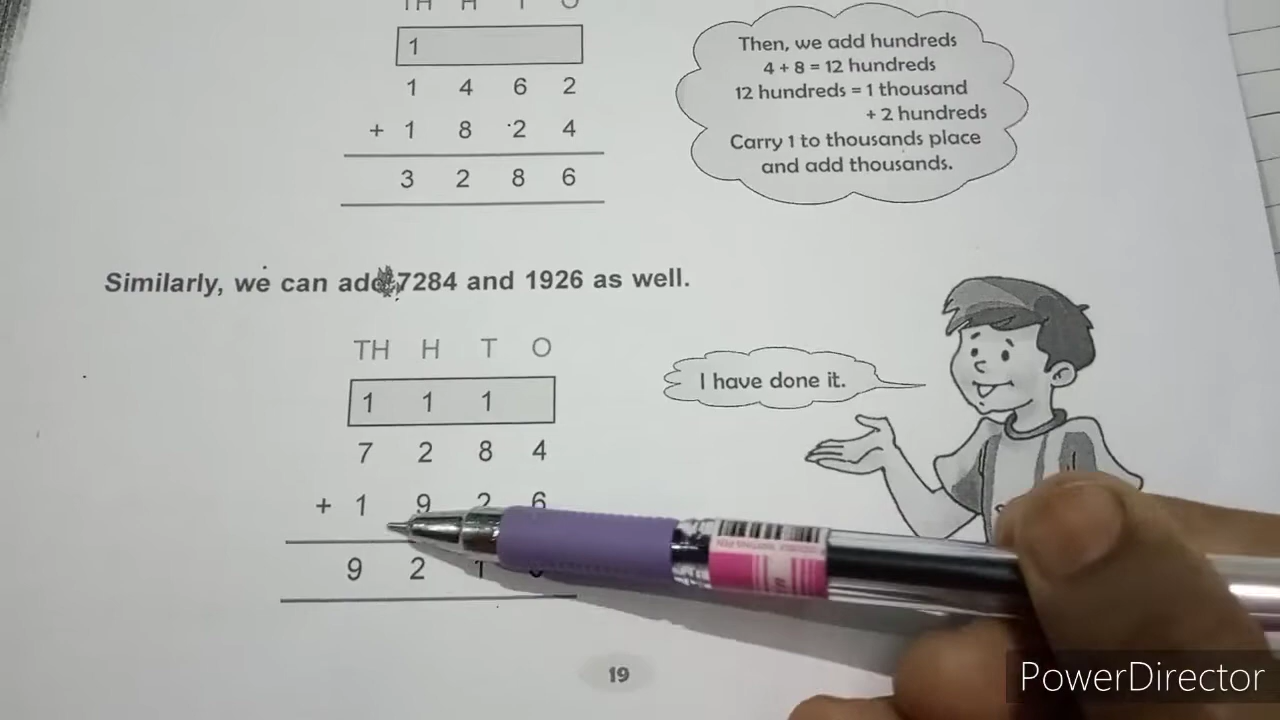 TH H T O
1
1 4 6 2
+ 1 8 2 4
3 2 8 6
Then, we add hundreds
4 + 8 = 12 hundreds
12 hundreds = 1 thousand
+ 2 hundreds
Carry 1 to thousands place
and add thousands.
Similarly, we can add 7284 and 1926 as well.
TH H T O
1 1 1
7 2 8 4
+ 1 9 2 6
9 2 1 0
I have done it.
19
PowerDirector